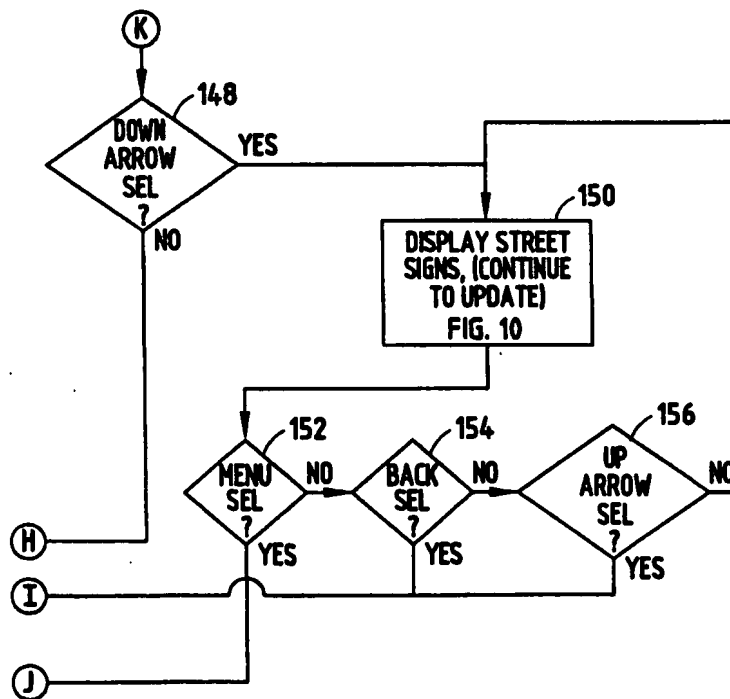 K
148
DOWN
ARROW
SEL
?
YES
NO
150
DISPLAY STREET
SIGNS, (CONTINUE
TO UPDATE)
FIG. 10
152
MENU
SEL
?
NO
YES
154
BACK
SEL
?
NO
YES
156
UP
ARROW
SEL
?
NO
YES
H
I
J